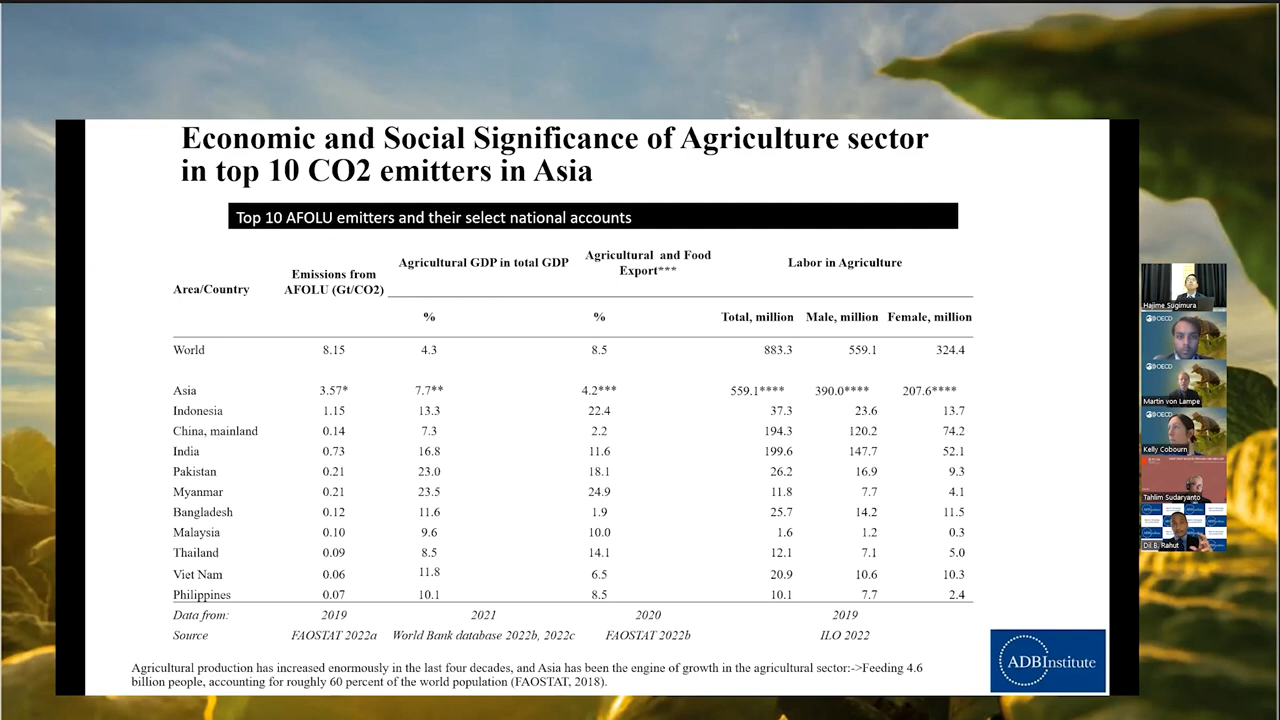 Economic and Social Significance of Agriculture sector
in top 10 CO2 emitters in Asia
Top 10 AFOLU emitters and their select national accounts
Area/Country
Emissions from
AFOLU (Gt/CO2)
Agricultural GDP in total GDP
Agricultural and Food
Export***
Labor in Agriculture
% % Total, million Male, million Female, million
World 8.15 4.3 8.5 883.3 559.1 324.4
Asia 3.57* 7.7** 4.2*** 559.1**** 390.0**** 207.6****
Indonesia 1.15 13.3 22.4 37.3 23.6 13.7
China, mainland 0.14 7.3 2.2 194.3 120.2 74.2
India 0.73 16.8 11.6 199.6 147.7 52.1
Pakistan 0.21 23.0 18.1 26.2 16.9 9.3
Myanmar 0.21 23.5 24.9 11.8 7.7 4.1
Bangladesh 0.12 11.6 1.9 25.7 14.2 11.5
Malaysia 0.10 9.6 10.0 1.6 1.2 0.3
Thailand 0.09 8.5 14.1 12.1 7.1 5.0
Viet Nam 0.06 11.8 6.5 20.9 10.6 10.3
Philippines 0.07 10.1 8.5 10.1 7.7 2.4
Data from: 2019 2021 2020 2019
Source FAOSTAT 2022a World Bank database 2022b, 2022c FAOSTAT 2022b ILO 2022
Agricultural production has increased enormously in the last four decades, and Asia has been the engine of growth in the agricultural sector:->Feeding 4.6
billion people, accounting for roughly 60 percent of the world population (FAOSTAT, 2018).
ADBInstitute
Hajime Sugimura
OECD
OECD
Martin von Lampe
OECD
Kelly Cobourn
Tahlim Sudaryanto
Dil B. Rahut